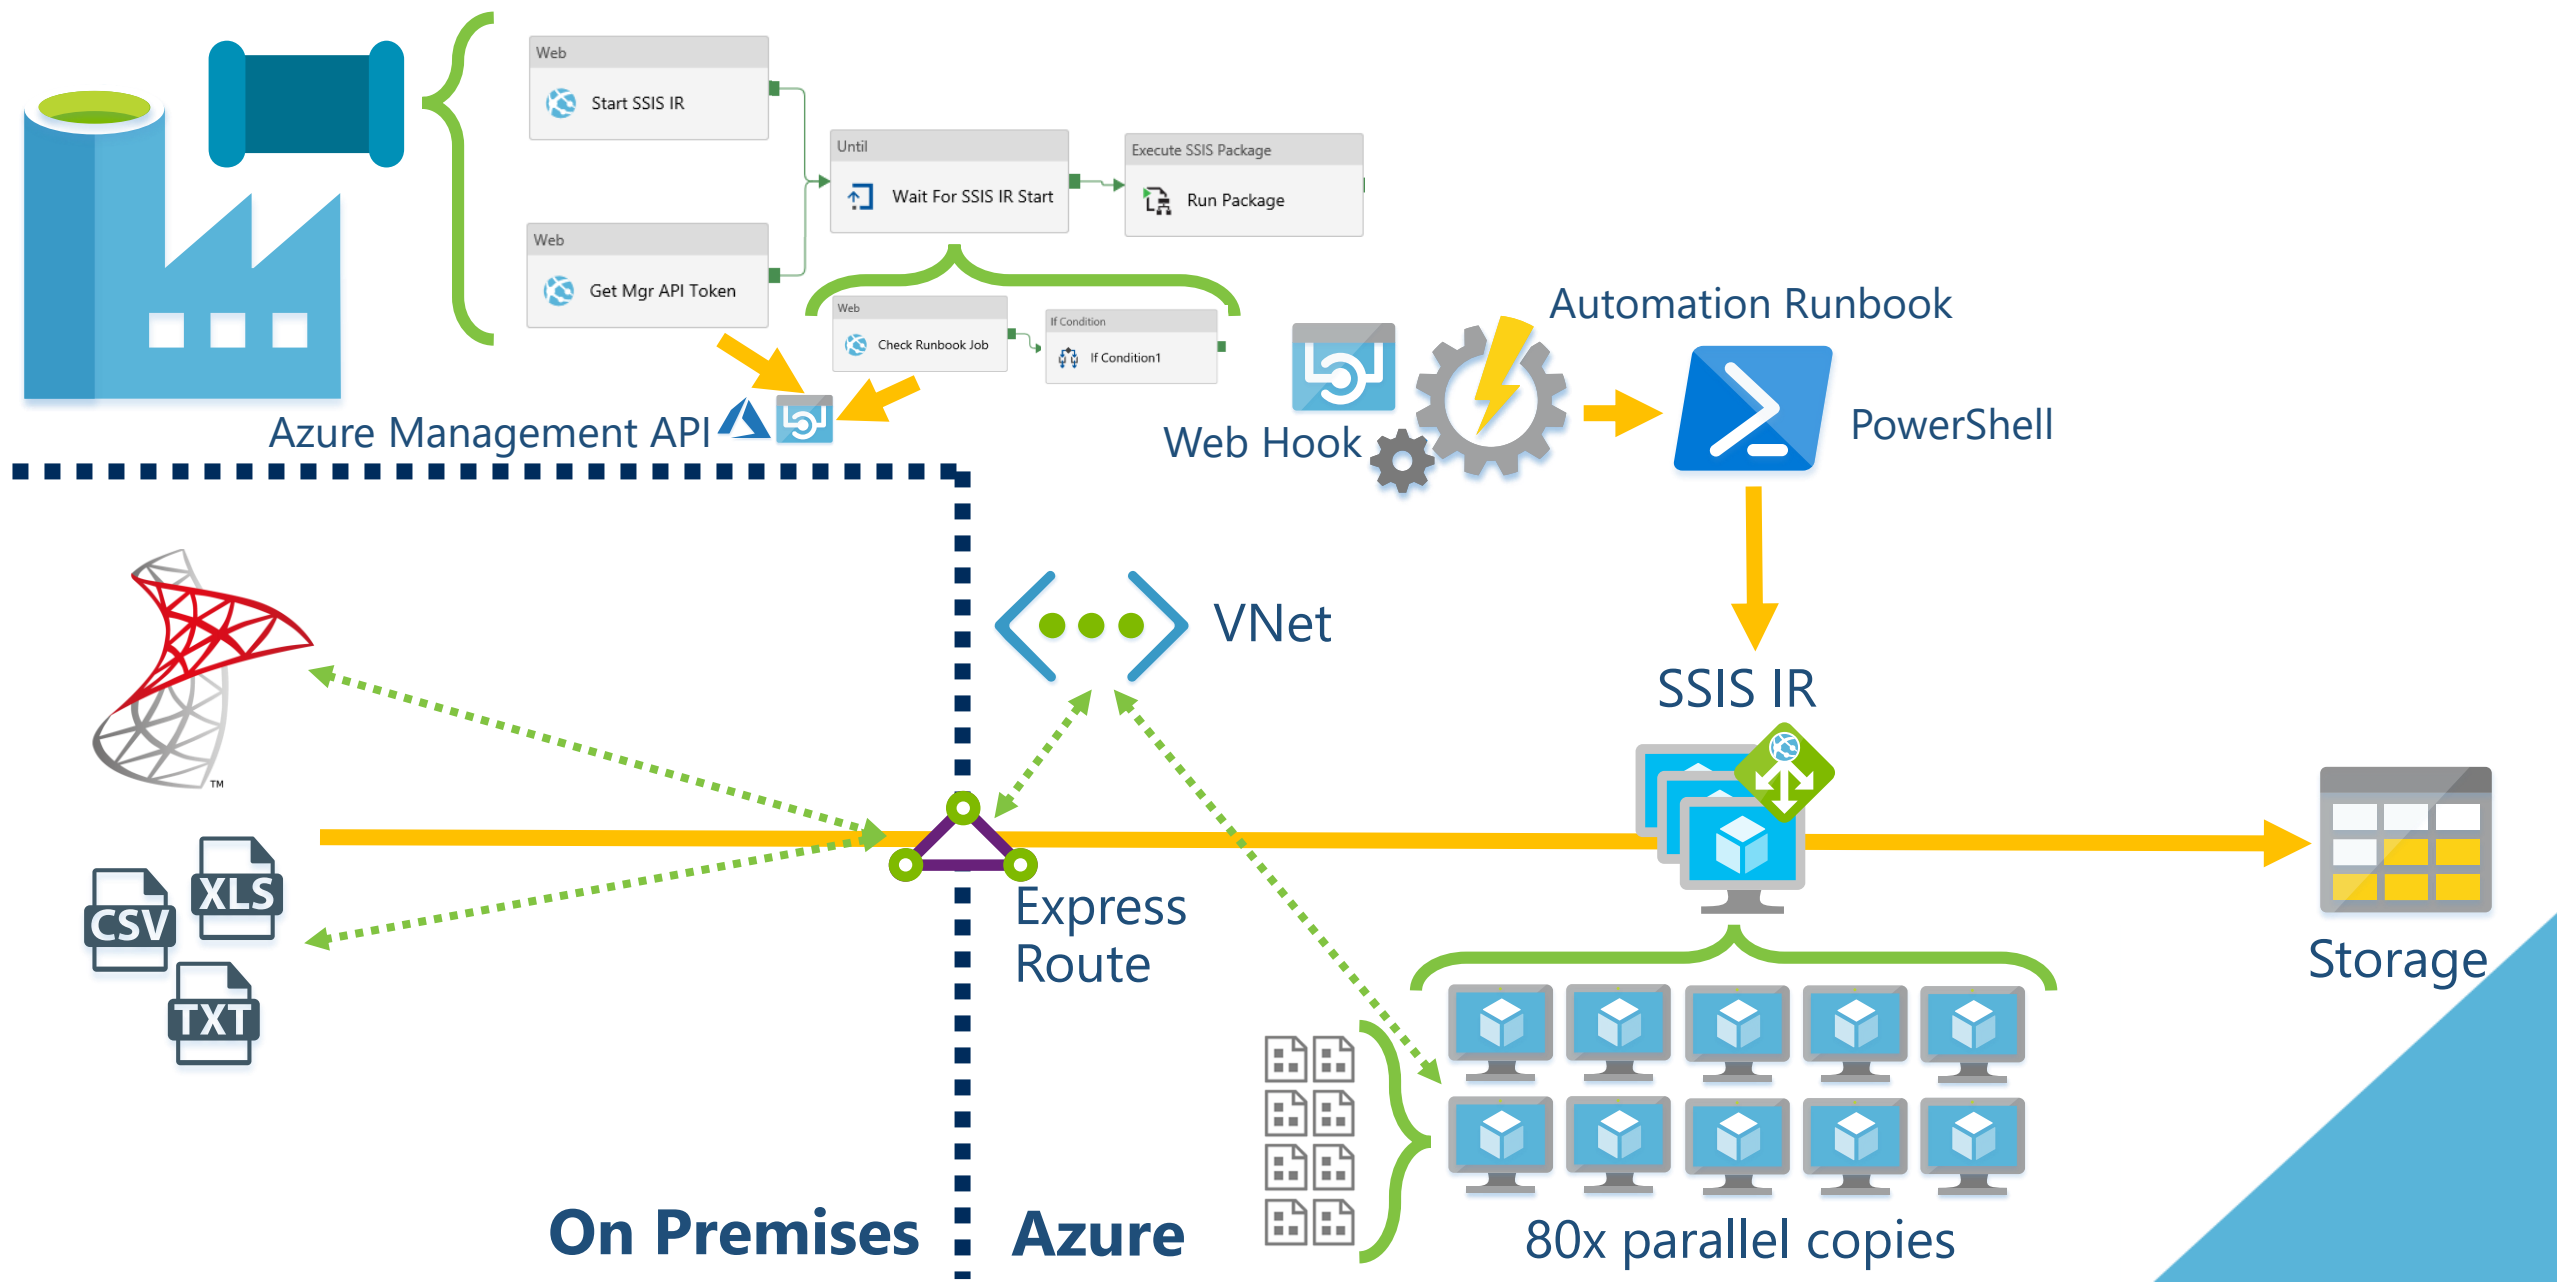 Web
Start SSIS IR
Until
Wait For SSIS IR Start
Execute SSIS Package
Run Package
Web
Get Mgr API Token
Web
Check Runbook Job
If Condition
If Condition1
Automation Runbook
Azure Management API
Web Hook
PowerShell
VNet
SSIS IR
TM
XLS
CSV
TXT
Express
Route
Storage
On Premises
Azure
80x parallel copies